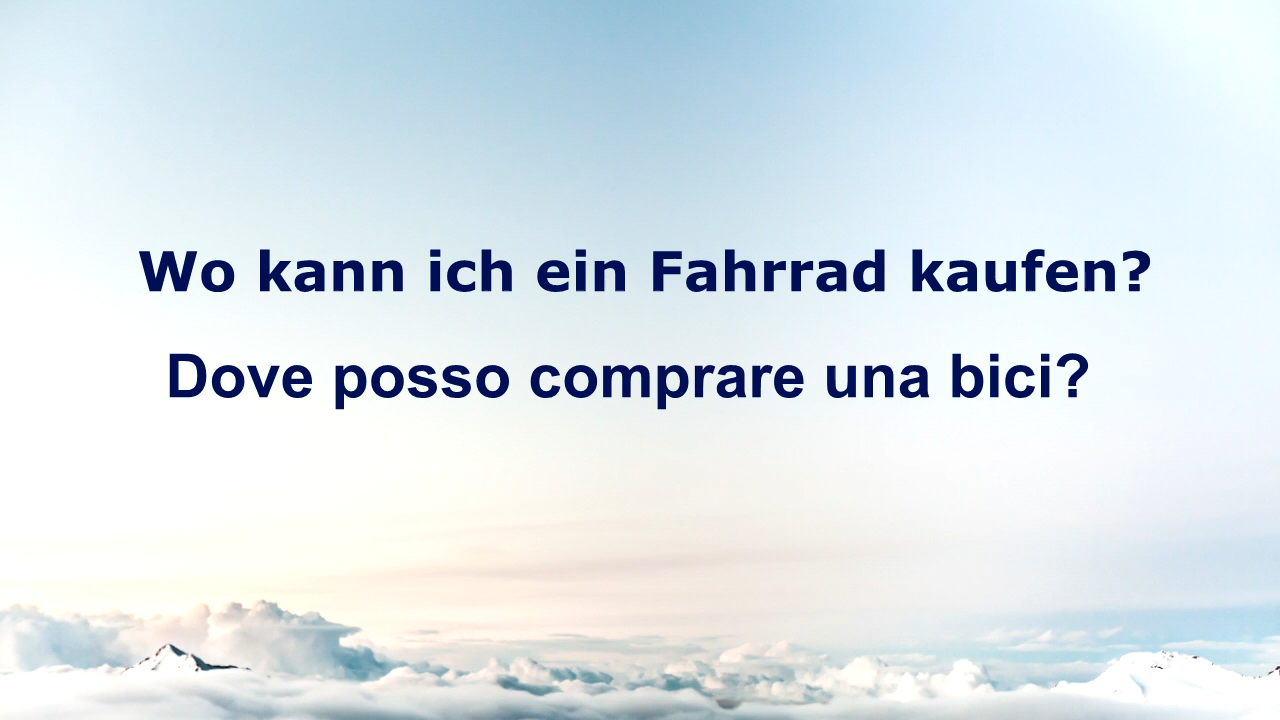 Wo kann ich ein Fahrrad kaufen?
Dove posso comprare una bici?